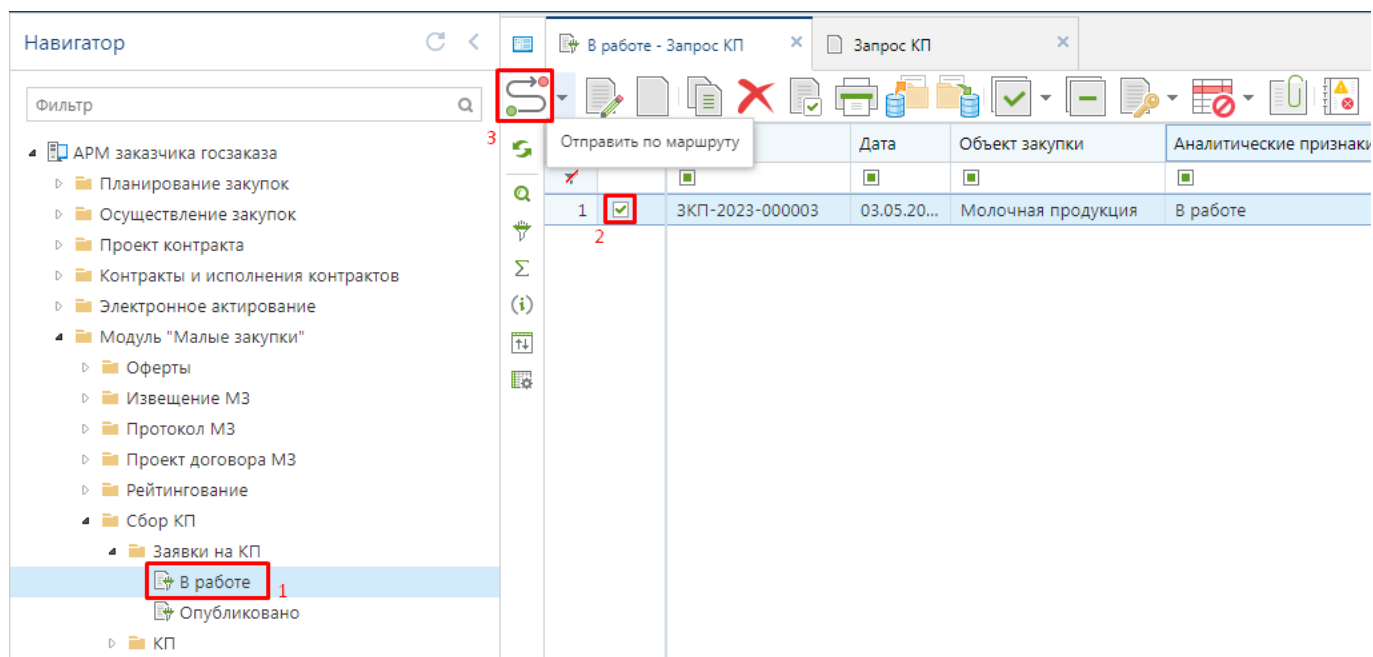 Навигатор
В работе - Запрос КП
Запрос КП
Фильтр
3
Отправить по маршруту
Дата
Объект закупки
Аналитические признаки
1
ЗКП-2023-000003
03.05.20...
Молочная продукция
В работе
2
АРМ заказчика госзаказа
Планирование закупок
Осуществление закупок
Проект контракта
Контракты и исполнения контрактов
Электронное актирование
Модуль "Малые закупки"
Оферты
Извещение МЗ
Протокол МЗ
Проект договора МЗ
Рейтингование
Сбор КП
Заявки на КП
В работе
1
Опубликовано
КП